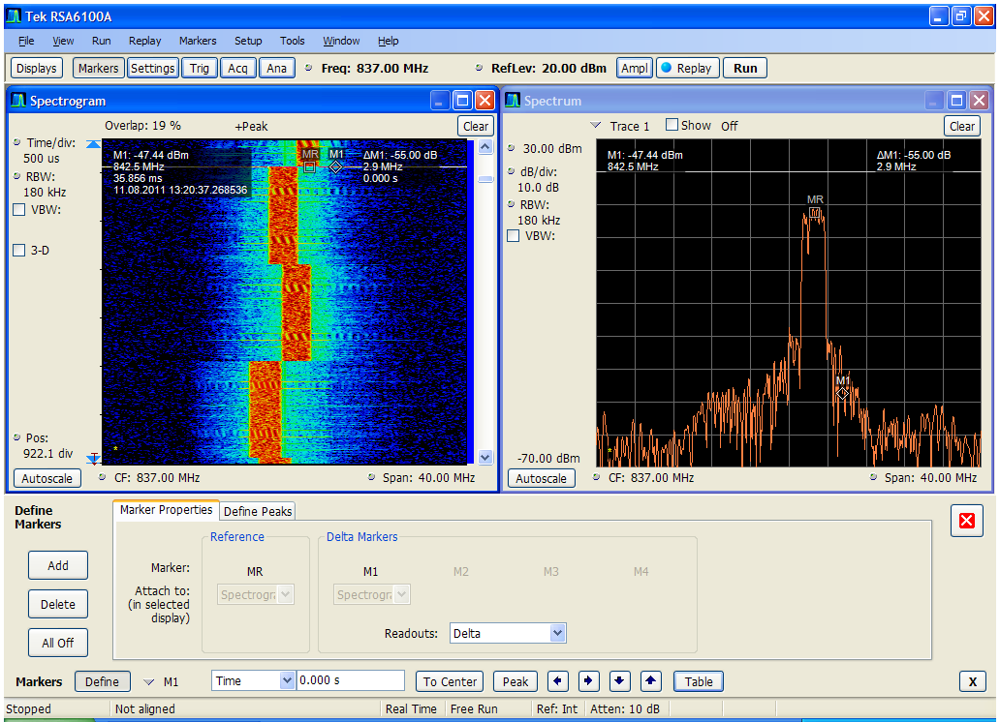 Tek RSA6100A
File View Run Replay Markers Setup Tools Window Help
Displays Markers Settings Trig Acq Ana Freq: 837.00 MHz RefLev: 20.00 dBm Ampl Replay Run
Spectrogram
Overlap: 19 % +Peak Clear
Time/div:
500 us
RBW:
180 kHz
VBW:
3-D
Pos:
922.1 div
M1: -47.44 dBm
842.5 MHz
35.856 ms
11.08.2011 13:20:37.268536
MR M1
ΔM1: -55.00 dB
2.9 MHz
0.000 s
Autoscale CF: 837.00 MHz Span: 40.00 MHz
Spectrum
Trace 1 Show Off Clear
30.00 dBm
dB/div:
10.0 dB
RBW:
180 kHz
VBW:
-70.00 dBm
M1: -47.44 dBm
842.5 MHz
ΔM1: -55.00 dB
2.9 MHz
MR
M1
Autoscale CF: 837.00 MHz Span: 40.00 MHz
Define
Markers
Add
Delete
All Off
Marker Properties Define Peaks
Reference Delta Markers
Marker: MR M1 M2 M3 M4
Attach to:
(in selected
display)
Spectrogra Spectrogra
Readouts: Delta
Markers Define M1 Time 0.000 s To Center Peak Table X
Stopped Not aligned Real Time Free Run Ref: Int Atten: 10 dB